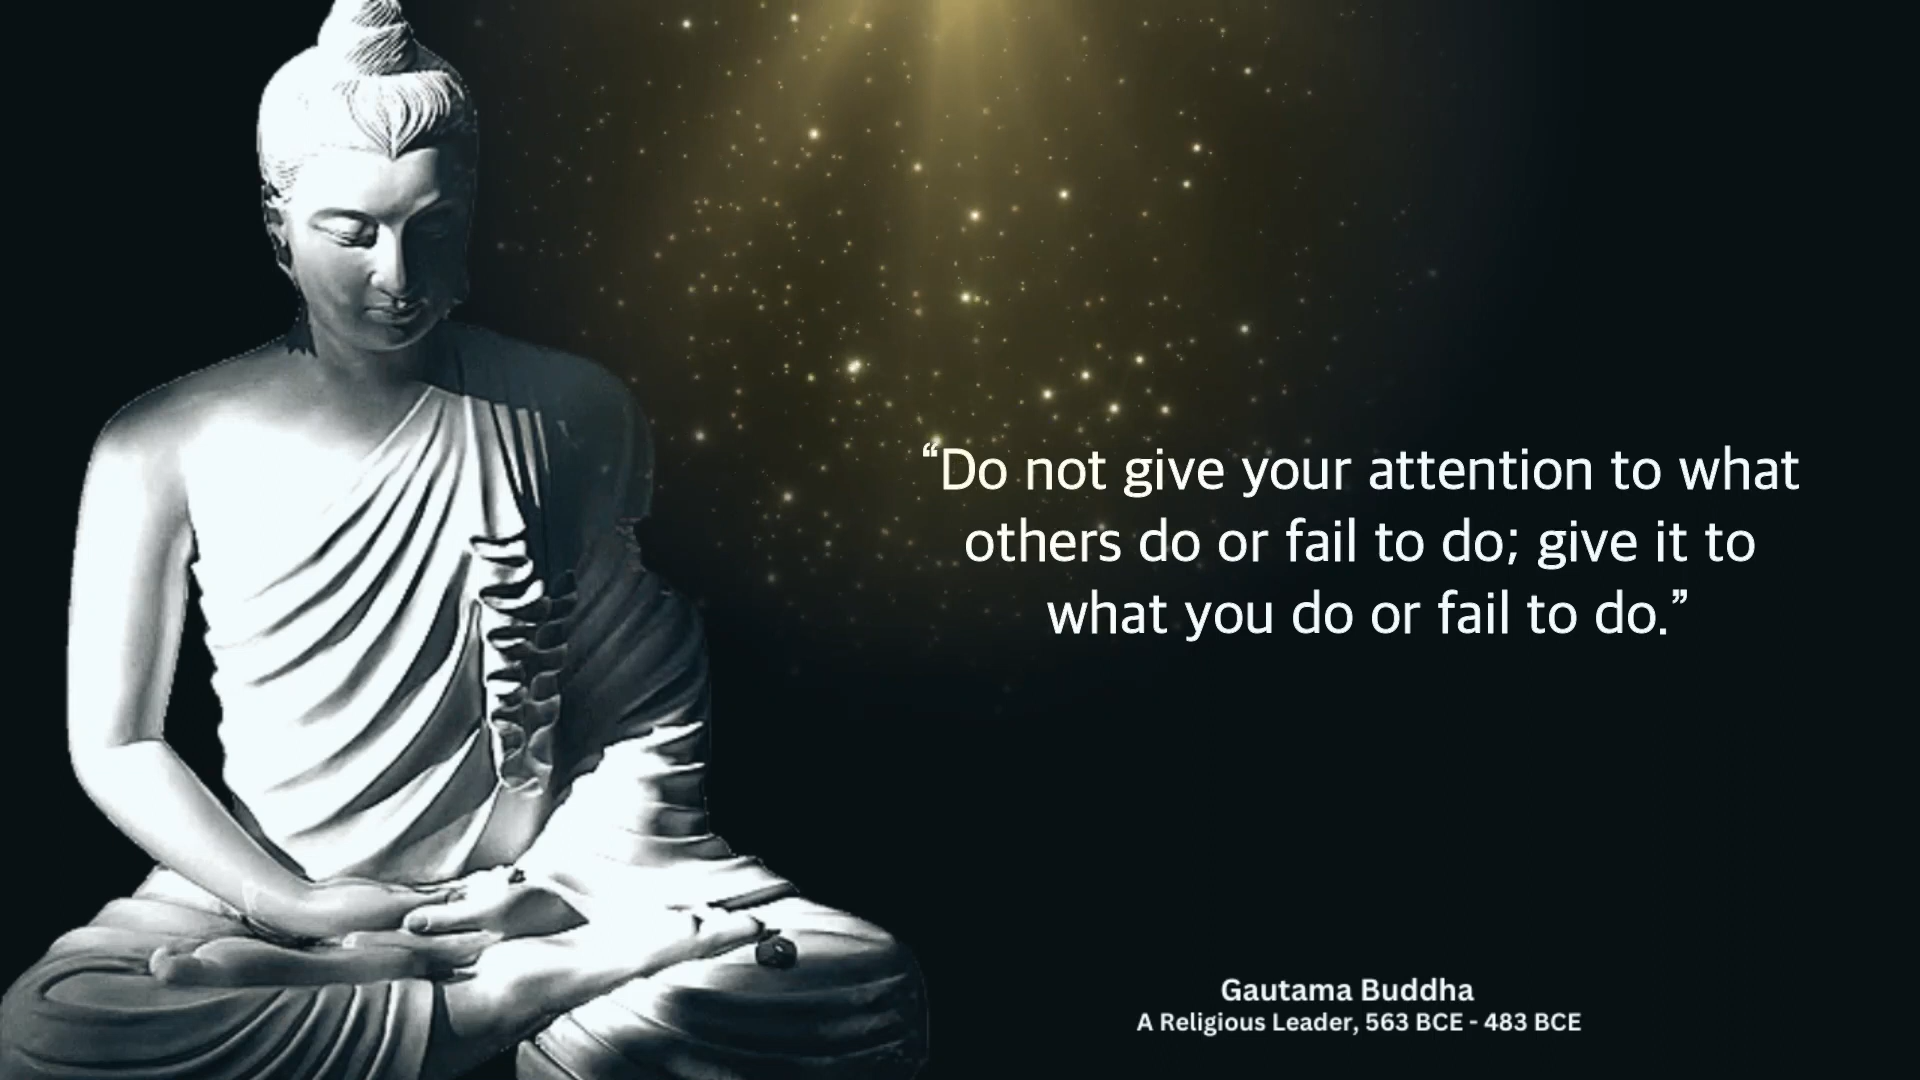 “Do not give your attention to what
others do or fail to do; give it to
what you do or fail to do.”
Gautama Buddha
A Religious Leader, 563 BCE - 483 BCE